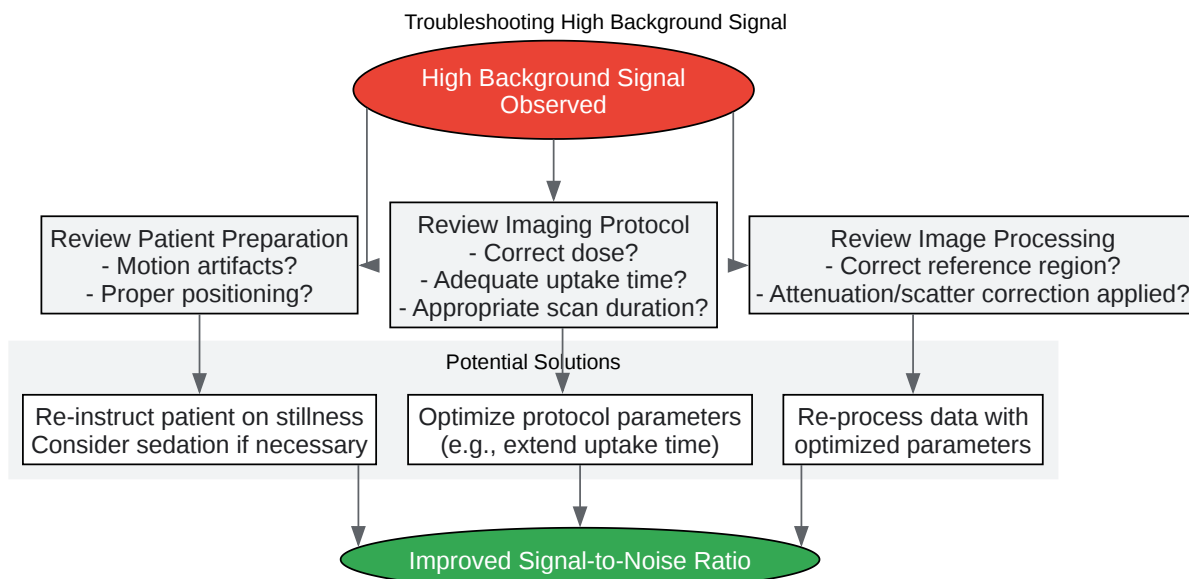 Troubleshooting High Background Signal
High Background Signal
Observed
Review Patient Preparation
- Motion artifacts?
- Proper positioning?
Review Imaging Protocol
- Correct dose?
- Adequate uptake time?
- Appropriate scan duration?
Review Image Processing
- Correct reference region?
- Attenuation/scatter correction applied?
Potential Solutions
Re-instruct patient on stillness
Consider sedation if necessary
Optimize protocol parameters
(e.g., extend uptake time)
Re-process data with
optimized parameters
Improved Signal-to-Noise Ratio